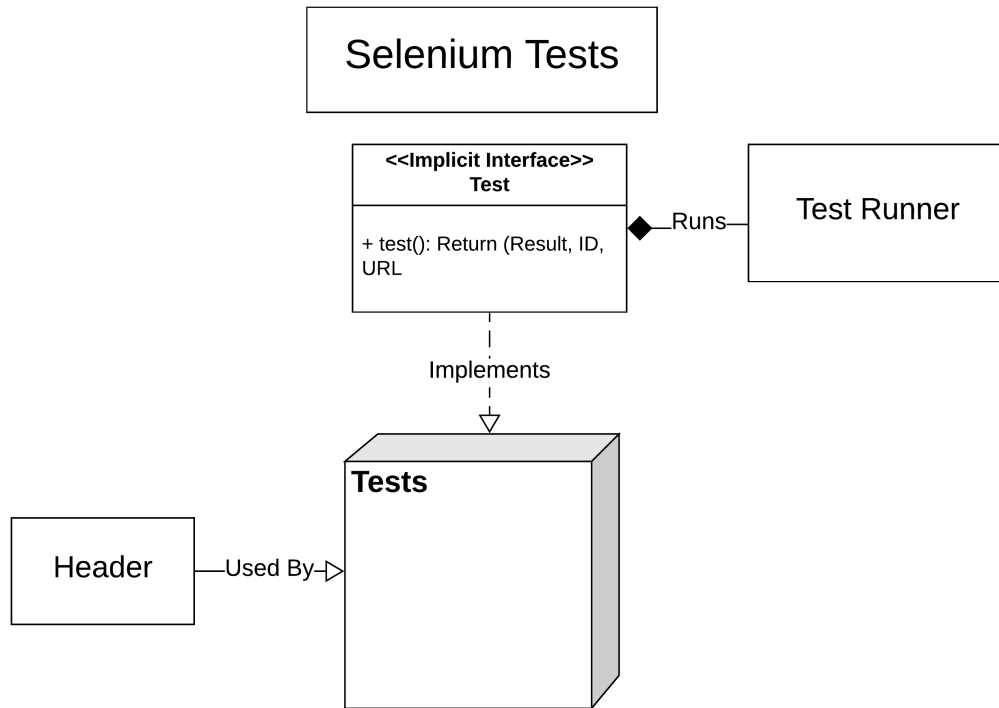 Selenium Tests
<<Implicit Interface>>
Test
+ test(): Return (Result, ID,
URL
Runs
Test Runner
Implements
Tests
Header
Used By